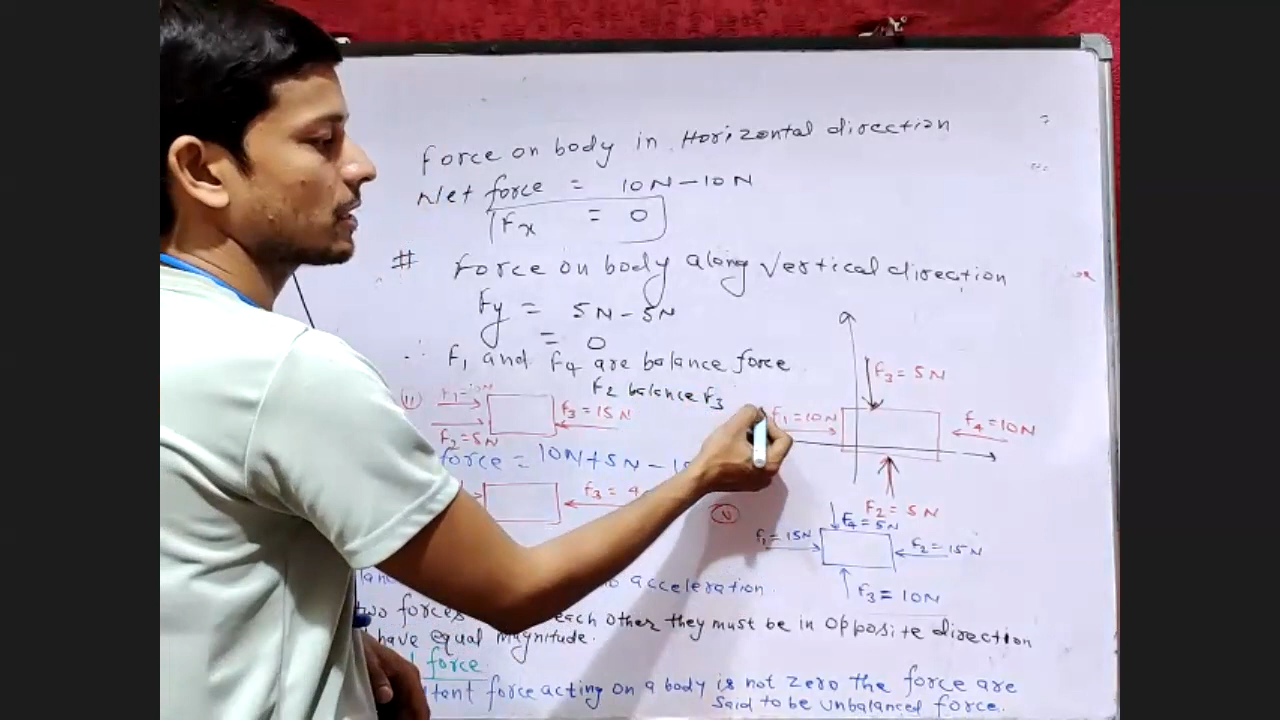 Force on body in Horizontal direction
Net force = 10N-10N
Fx = 0
# Force on body along vertical direction
Fy = 5N-5N
= 0
∴ F1 and F4 are balance force
F2 balance F3
F1=10N
F2=5N
F3=15N
force = 10N+5N-
F3 =
F3=5N
F1=10N
F4=10N
F2=5N
F4=5N
F1=15N
F2=15N
F3=10N
acceleration
two forces each other they must be in opposite direction
have equal magnitude.
force
force acting on a body is not zero the force are
said to be unbalanced force.